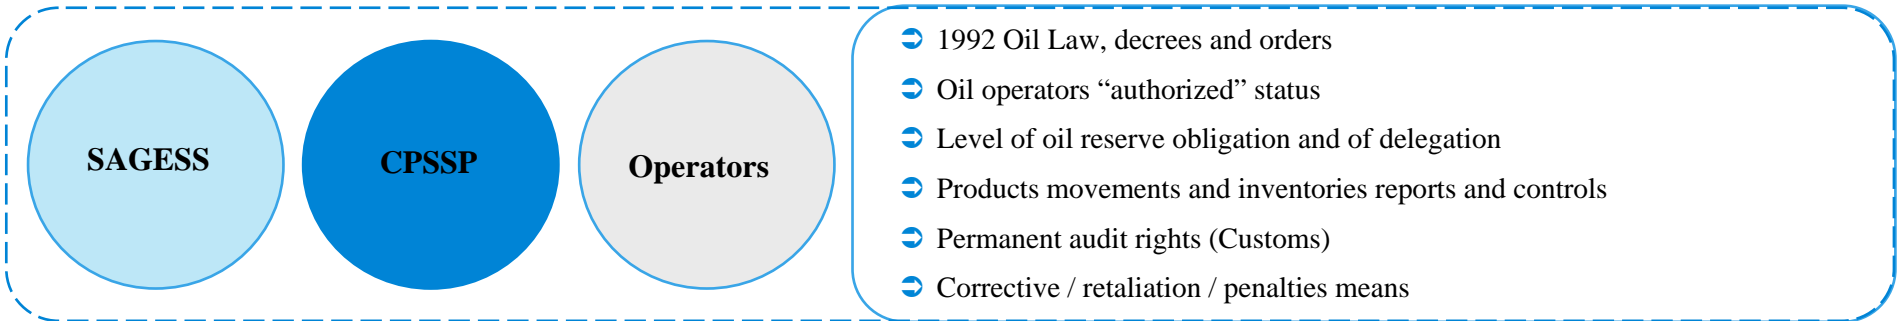 SAGESS
CPSSP
Operators
1992 Oil Law, decrees and orders
Oil operators “authorized” status
Level of oil reserve obligation and of delegation
Products movements and inventories reports and controls
Permanent audit rights (Customs)
Corrective / retaliation / penalties means